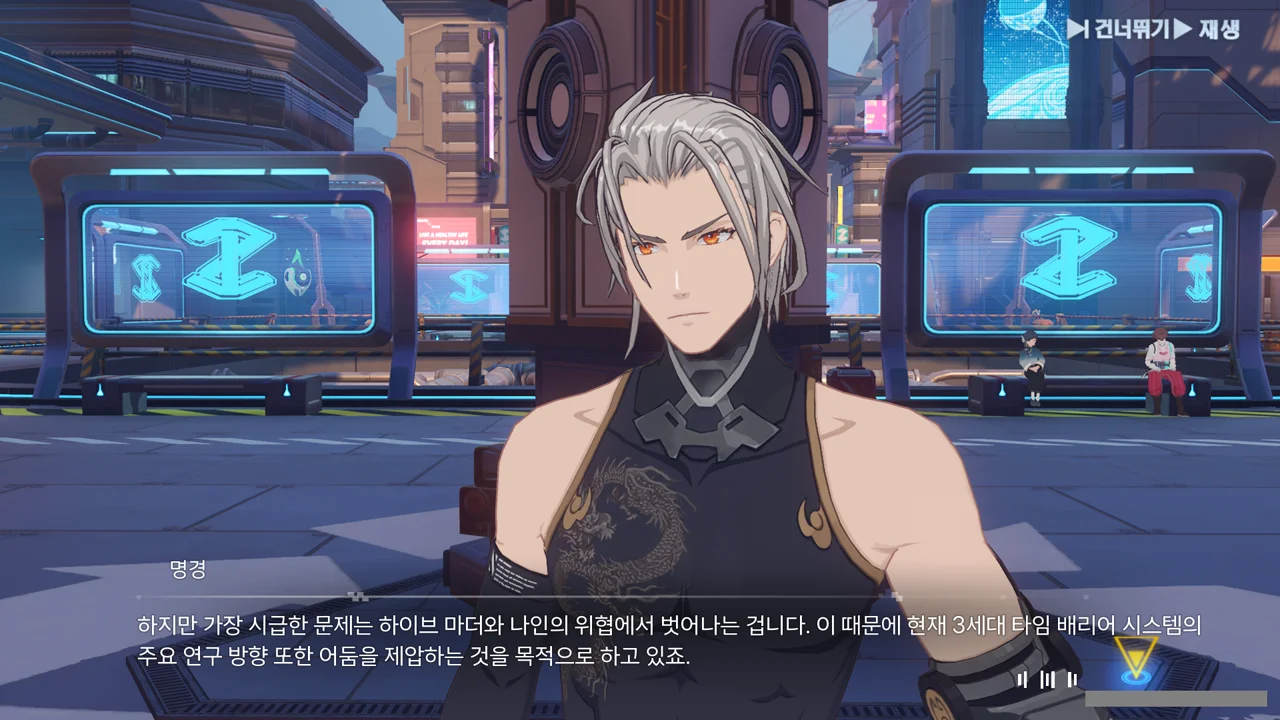 건너뛰기 재생
EVERY DAY!
명경
하지만 가장 시급한 문제는 하이브 마더와 나인의 위협에서 벗어나는 겁니다. 이 때문에 현재 3세대 타임 배리어 시스템의
주요 연구 방향 또한 어둠을 제압하는 것을 목적으로 하고 있죠.